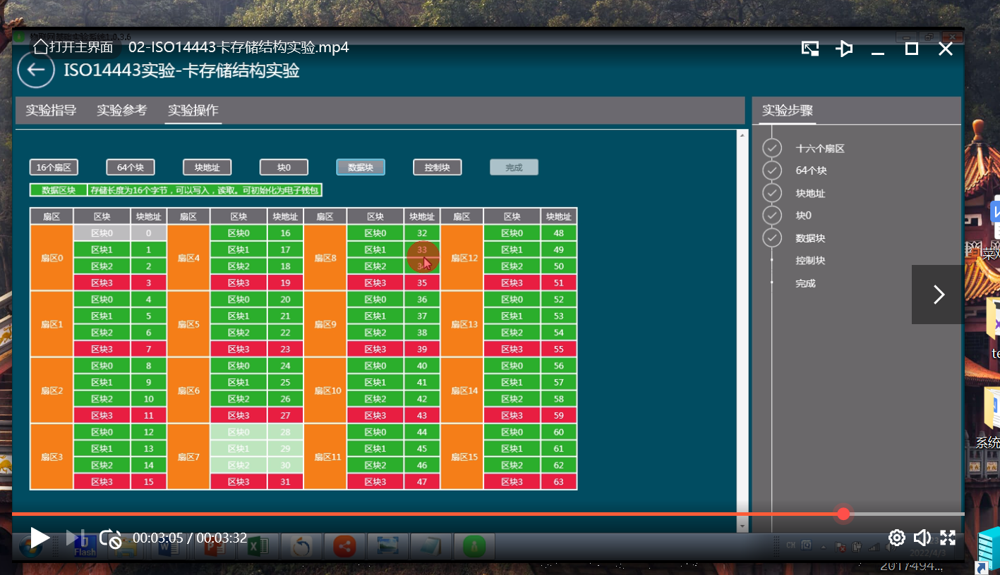 物联网基础实验系统1.0.3.6
打开主界面 02-ISO14443卡存储结构实验.mp4
ISO14443实验-卡存储结构实验
实验指导 实验参考 实验操作 实验步骤
16个扇区 64个块 块地址 块0 数据块 控制块 完成
数据区块 存储长度为16个字节，可以写入，读取。可初始化为电子钱包
扇区 区块 块地址 扇区 区块 块地址 扇区 区块 块地址 扇区 区块 块地址
扇区0 区块0 0 扇区4 区块0 16 扇区8 区块0 32 扇区12 区块0 48
区块1 1 区块1 17 区块1 33 区块1 49
区块2 2 区块2 18 区块2 34 区块2 50
区块3 3 区块3 19 区块3 35 区块3 51
扇区1 区块0 4 扇区5 区块0 20 扇区9 区块0 36 扇区13 区块0 52
区块1 5 区块1 21 区块1 37 区块1 53
区块2 6 区块2 22 区块2 38 区块2 54
区块3 7 区块3 23 区块3 39 区块3 55
扇区2 区块0 8 扇区6 区块0 24 扇区10 区块0 40 扇区14 区块0 56
区块1 9 区块1 25 区块1 41 区块1 57
区块2 10 区块2 26 区块2 42 区块2 58
区块3 11 区块3 27 区块3 43 区块3 59
扇区3 区块0 12 扇区7 区块0 28 扇区11 区块0 44 扇区15 区块0 60
区块1 13 区块1 29 区块1 45 区块1 61
区块2 14 区块2 30 区块2 46 区块2 62
区块3 15 区块3 31 区块3 47 区块3 63
十六个扇区
64个块
块地址
块0
数据块
控制块
完成
00:03:05 / 00:03:32
Flash
CH
2022/4/3
2017494...
系统
te